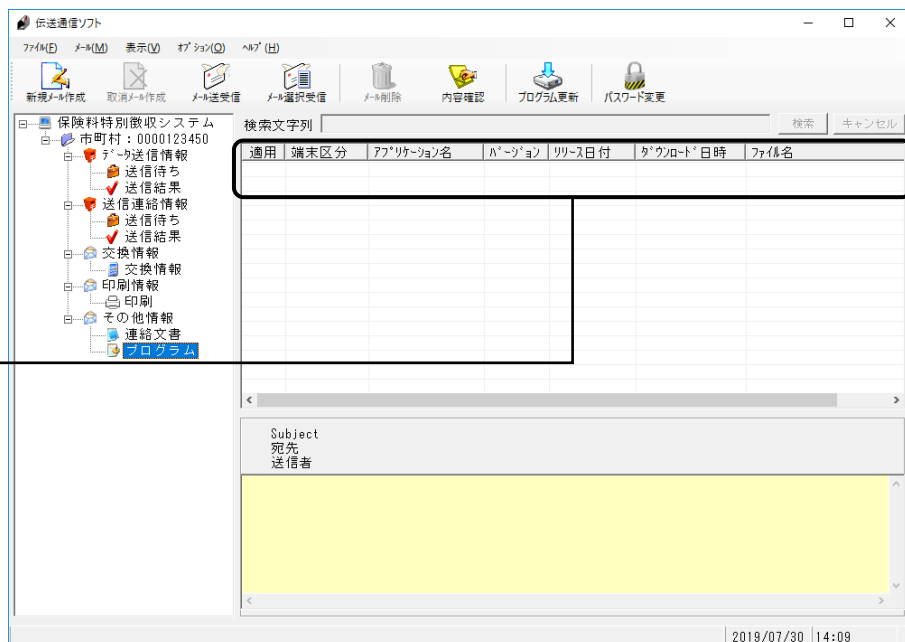 伝送通信ソフト
ﾌｧｲﾙ(F) ﾒｰﾙ(M) 表示(V) ｵﾌﾟｼｮﾝ(O) ﾍﾙﾌﾟ(H)
新規ﾒｰﾙ作成 取消ﾒｰﾙ作成 ﾒｰﾙ送受信 ﾒｰﾙ選択受信 ﾒｰﾙ削除 内容確認 プログラム更新 パスワード変更
保険料特別徴収システム
市町村：0000123450
ﾃﾞｰﾀ送信情報
送信待ち
送信結果
送信連絡情報
送信待ち
送信結果
交換情報
交換情報
印刷情報
印刷
その他情報
連絡文書
プログラム
検索文字列 検索 キャンセル
適用 端末区分 ｱﾌﾟﾘｹｰｼｮﾝ名 ﾊﾞｰｼﾞｮﾝ ﾘﾘｰｽ日付 ﾀﾞｳﾝﾛｰﾄﾞ日時 ﾌｧｲﾙ名
Subject
宛先
送信者
2019/07/30 14:09